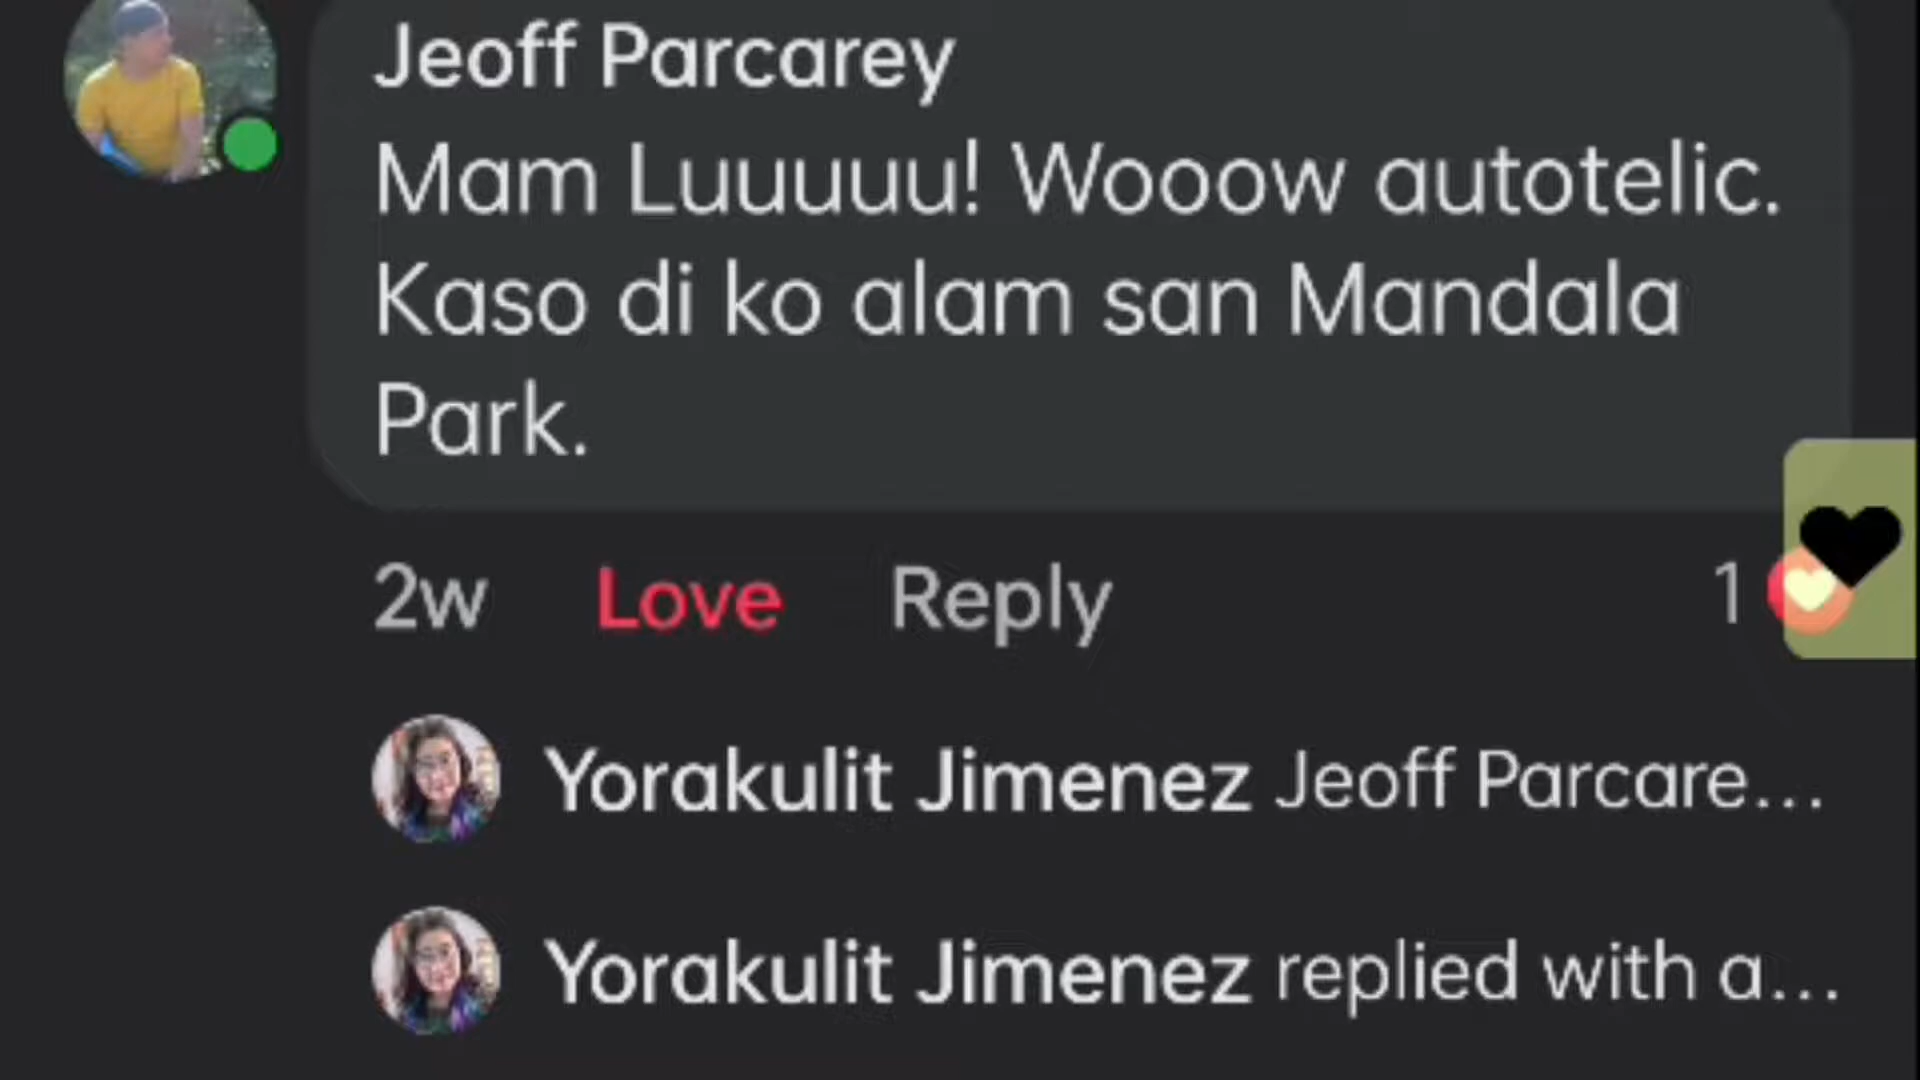 Jeoff Parcarey
Mam Luuuuu! Wooow autotelic.
Kaso di ko alam san Mandala
Park.
2w Love Reply 1
Yorakulit Jimenez Jeoff Parcare...
Yorakulit Jimenez replied with a...